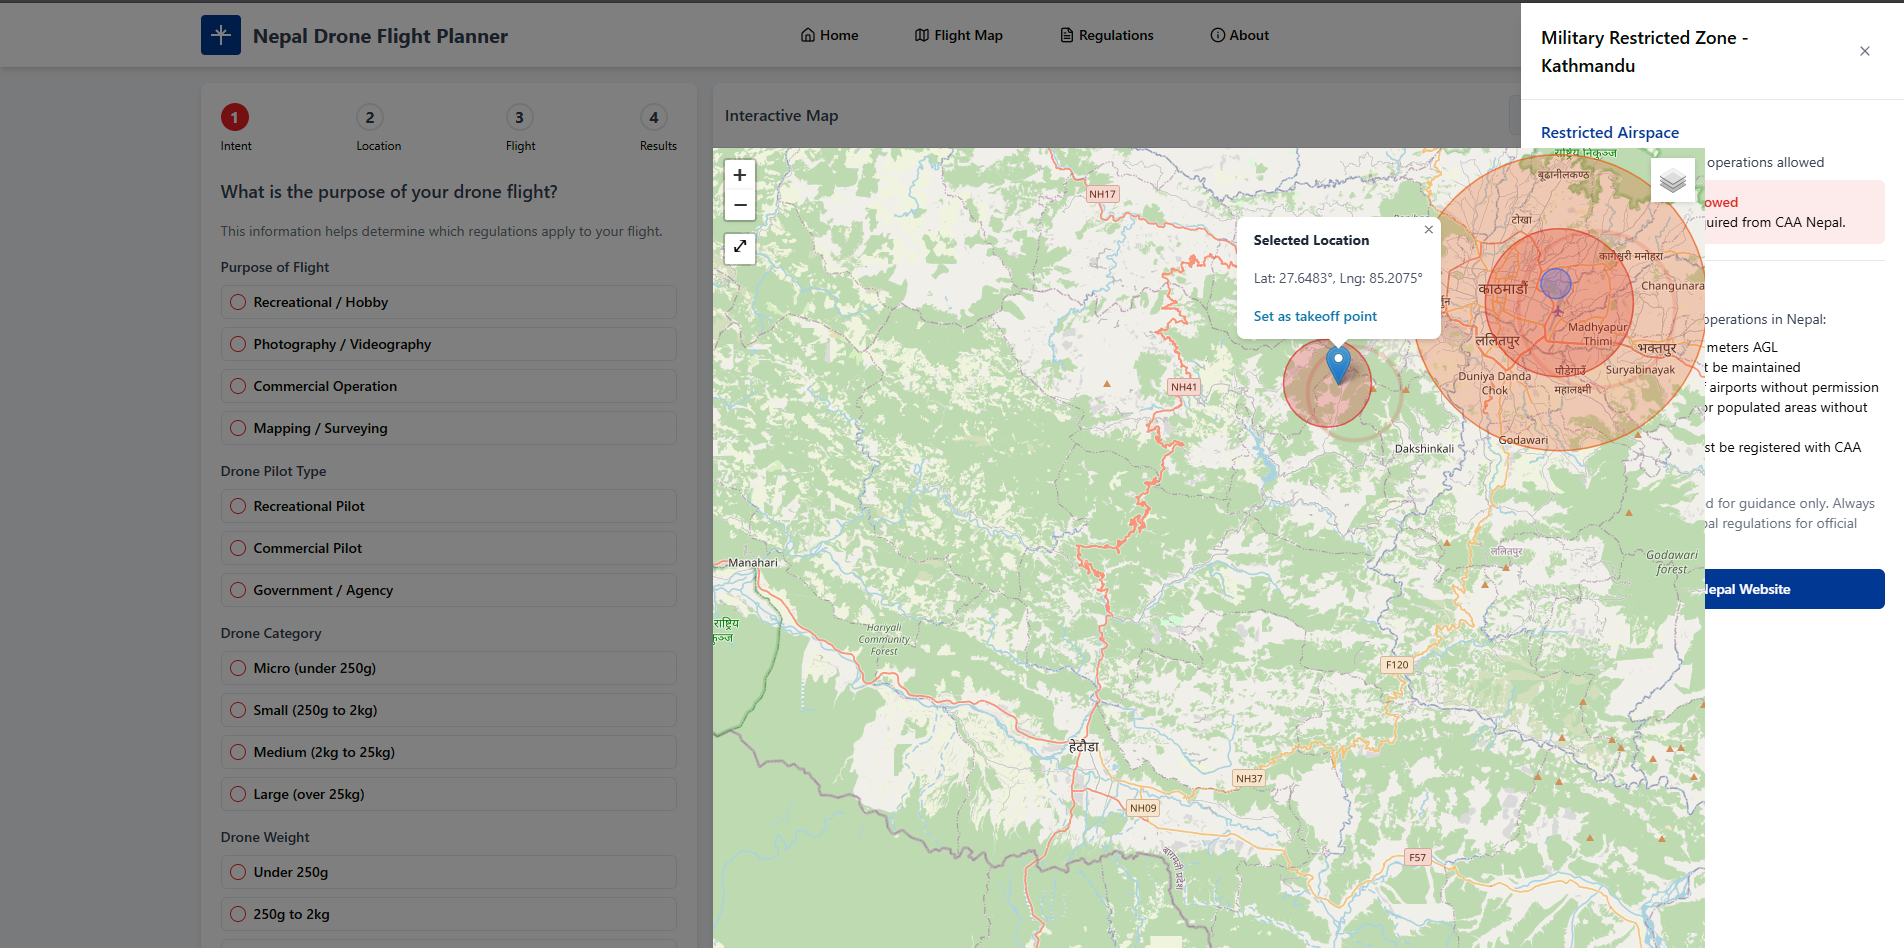 Nepal Drone Flight Planner
Home
Flight Map
Regulations
About
Military Restricted Zone -
Kathmandu
1
2
3
4
Intent
Location
Flight
Results
What is the purpose of your drone flight?
This information helps determine which regulations apply to your flight.
Purpose of Flight
Recreational / Hobby
Photography / Videography
Commercial Operation
Mapping / Surveying
Drone Pilot Type
Recreational Pilot
Commercial Pilot
Government / Agency
Drone Category
Micro (under 250g)
Small (250g to 2kg)
Medium (2kg to 25kg)
Large (over 25kg)
Drone Weight
Under 250g
250g to 2kg
Interactive Map
+
−
Selected Location
Lat: 27.6483°, Lng: 85.2075°
Set as takeoff point
NH17
NH41
बूढानीलकण्ठ
टोखा
कागेश्वरी मनोहरा
काठमाडौं
Changunara
Madhyapur
Thimi
ललितपुर
भक्तपुर
Duniya Danda
Chok
महालक्ष्मी
Suryabinayak
Godawari
Dakshinkali
ललितपुर
Godawari
forest
Manahari
राष्ट्रिय
Hariyali
Community
Forest
F120
हेटौडा
NH37
NH09
F57
बागमती प्रदेश
Restricted Airspace
operations allowed
owed
uired from CAA Nepal.
operations in Nepal:
meters AGL
t be maintained
airports without permission
or populated areas without
st be registered with CAA
d for guidance only. Always
al regulations for official
Nepal Website